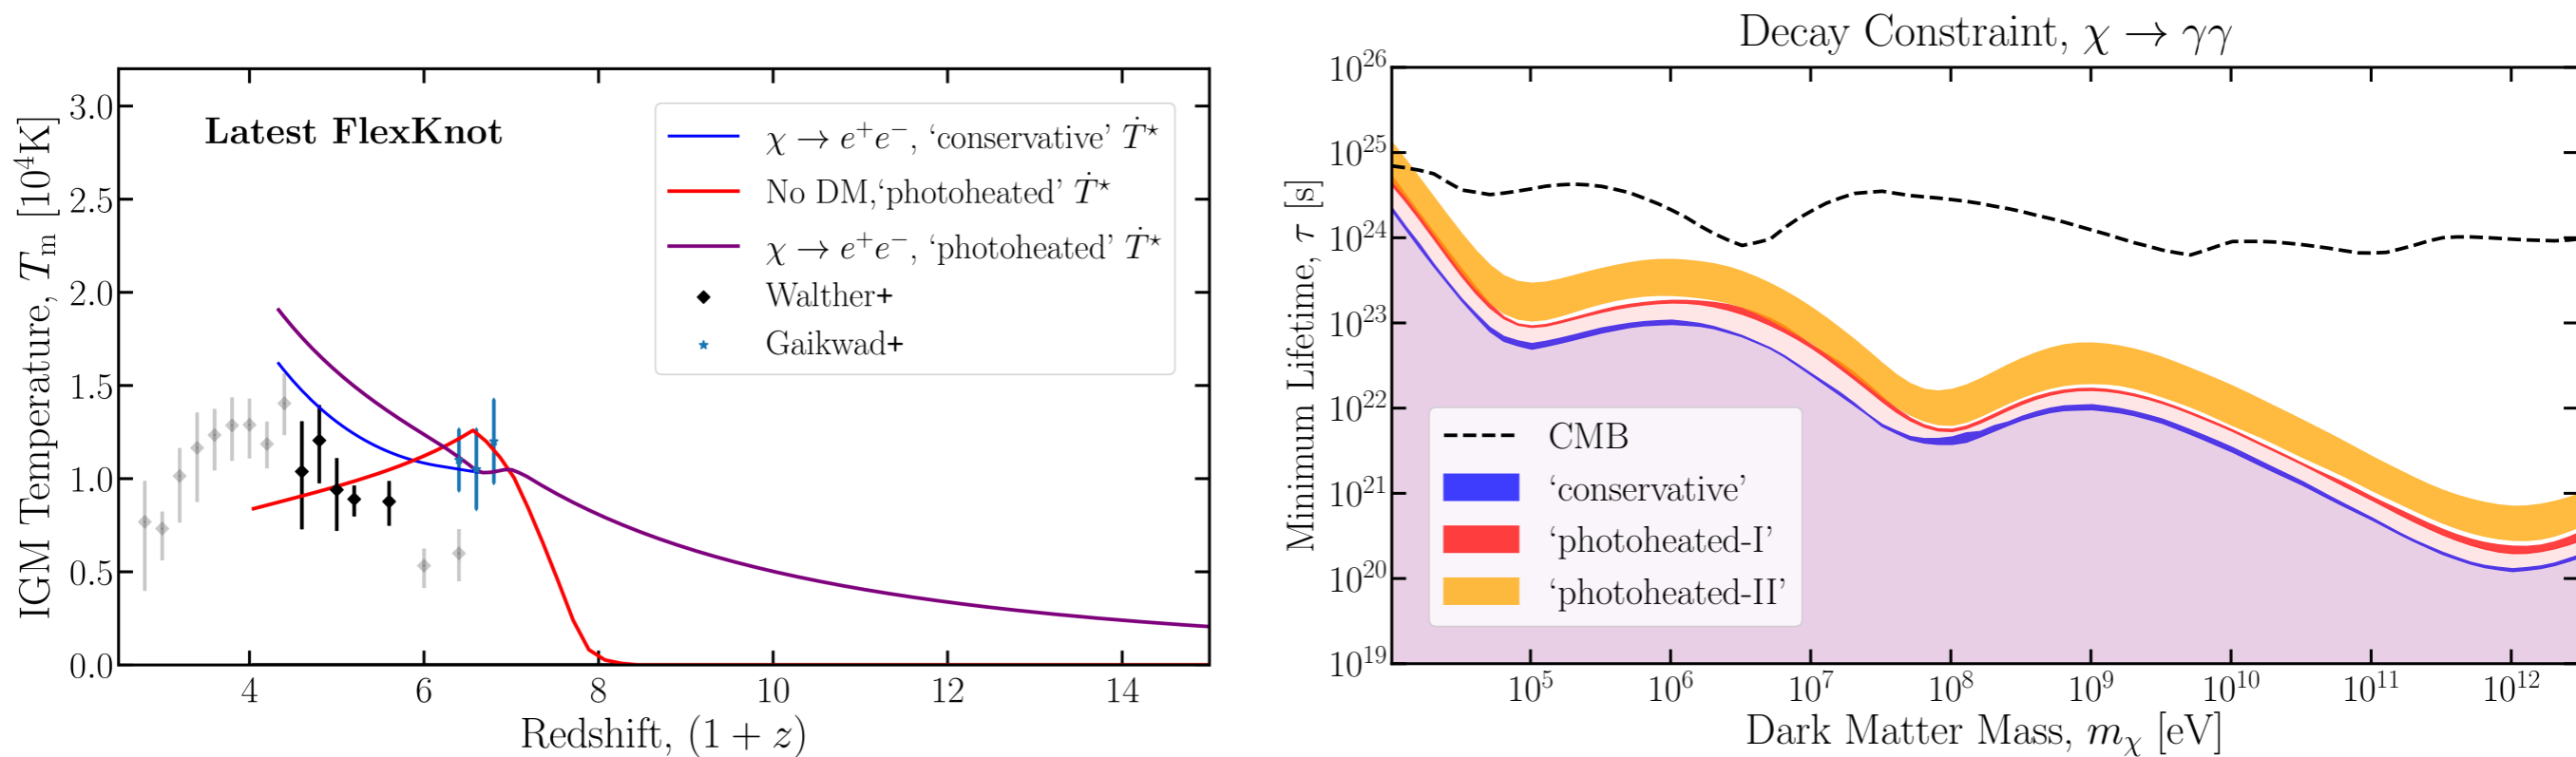 Latest FlexKnot
χ → e⁺e⁻, ‘conservative’ Ṫ⋆
No DM,‘photoheated’ Ṫ⋆
χ → e⁺e⁻, ‘photoheated’ Ṫ⋆
Walther+
Gaikwad+
IGM Temperature, Tₘ [10⁴K]
3.0
2.5
2.0
1.5
1.0
0.5
0.0
4 6 8 10 12 14
Redshift, (1 + z)
Decay Constraint, χ → γγ
Minimum Lifetime, τ [s]
10²⁶
10²⁵
10²⁴
10²³
10²²
10²¹
10²⁰
10¹⁹
CMB
‘conservative’
‘photoheated-I’
‘photoheated-II’
10⁵ 10⁶ 10⁷ 10⁸ 10⁹ 10¹⁰ 10¹¹ 10¹²
Dark Matter Mass, mᵪ [eV]